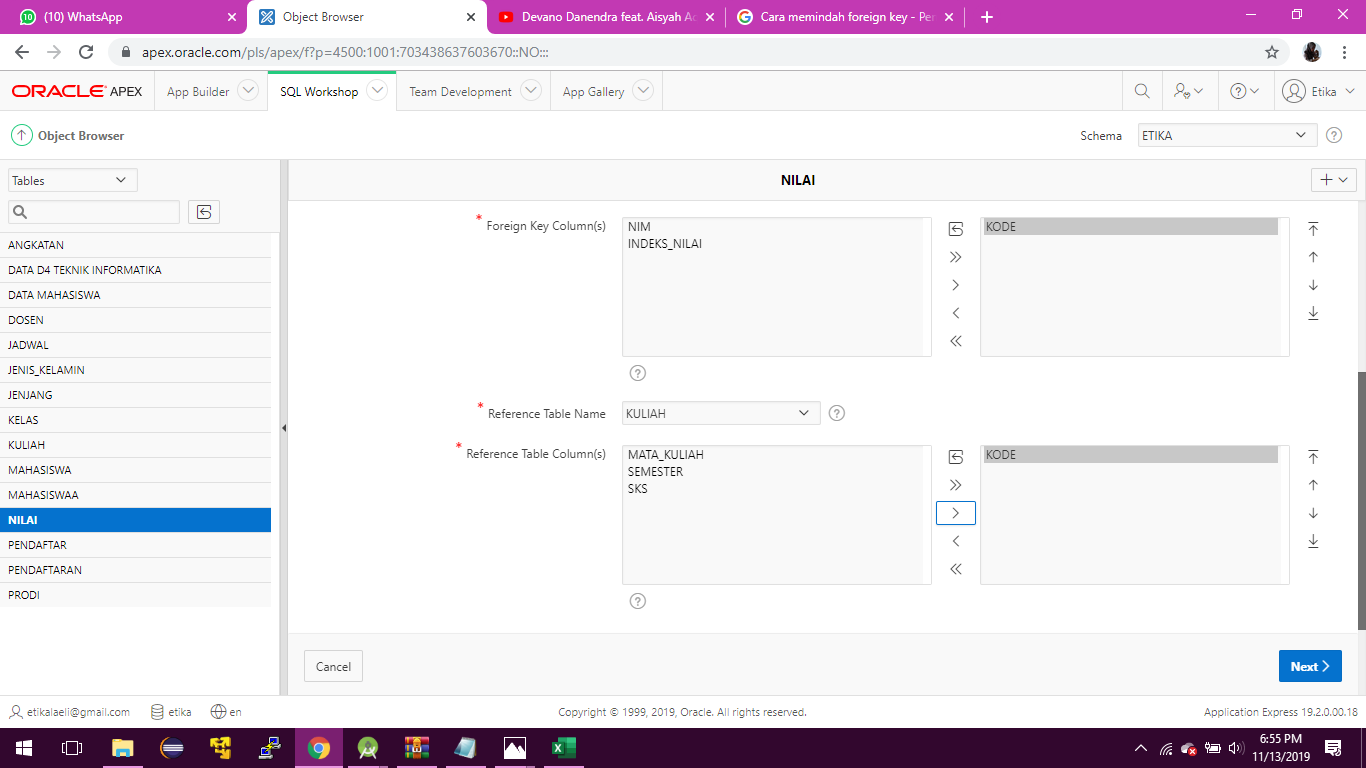 (10) WhatsApp
Object Browser
Devano Danendra feat. Aisyah
Cara memindah foreign key - Per
apex.oracle.com/pls/apex/f?p=4500:1001:703438637603670::NO:::
ORACLE APEX
App Builder
SQL Workshop
Team Development
App Gallery
Etika
Object Browser
Schema
ETIKA
Tables
NILAI
ANGKATAN
DATA D4 TEKNIK INFORMATIKA
DATA MAHASISWA
DOSEN
JADWAL
JENIS_KELAMIN
JENJANG
KELAS
KULIAH
MAHASISWA
MAHASISWAA
NILAI
PENDAFTAR
PENDAFTARAN
PRODI
* Foreign Key Column(s)
NIM
INDEKS_NILAI
KODE
* Reference Table Name
KULIAH
* Reference Table Column(s)
MATA_KULIAH
SEMESTER
SKS
KODE
Cancel
Next
etikalaeli@gmail.com
etika
en
Copyright © 1999, 2019, Oracle. All rights reserved.
Application Express 19.2.0.00.18
6:55 PM
11/13/2019